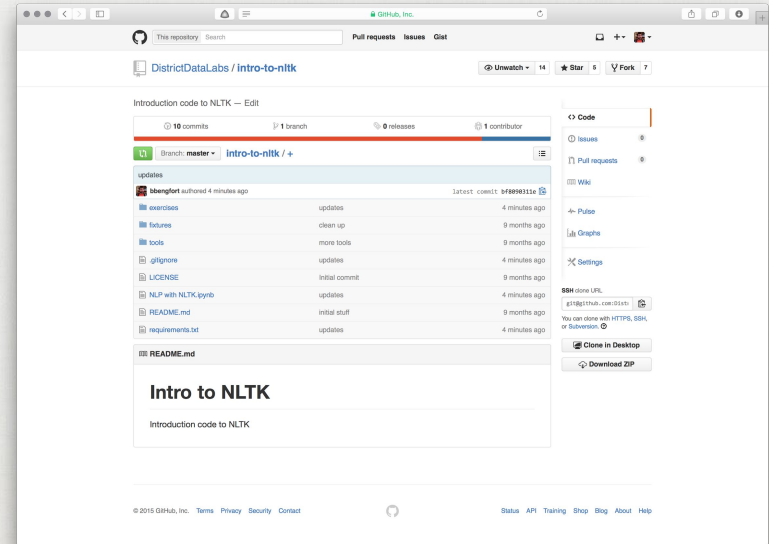 GitHub, Inc.
This repository Search Pull requests Issues Gist
DistrictDataLabs / intro-to-nltk Unwatch 14 Star 5 Fork 7
Introduction code to NLTK — Edit
10 commits 1 branch 0 releases 1 contributor
Branch: master intro-to-nltk / +
updates
bbengfort authored 4 minutes ago latest commit bf8090311e
exercises updates 4 minutes ago
fixtures clean up 9 months ago
tools more tools 9 months ago
.gitignore updates 4 minutes ago
LICENSE Initial commit 9 months ago
NLP with NLTK.ipynb updates 4 minutes ago
README.md initial stuff 9 months ago
requirements.txt updates 4 minutes ago
README.md
Intro to NLTK
Introduction code to NLTK
Code
Issues 0
Pull requests 0
Wiki
Pulse
Graphs
Settings
SSH clone URL
git@github.com:Dist
You can clone with HTTPS, SSH,
or Subversion.
Clone in Desktop
Download ZIP
© 2015 GitHub, Inc. Terms Privacy Security Contact Status API Training Shop Blog About Help